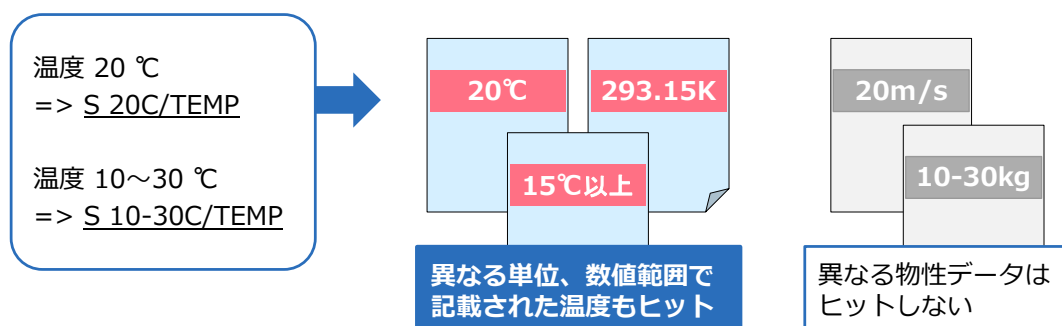 温度 20 ℃
=> S 20C/TEMP
温度 10～30 ℃
=> S 10-30C/TEMP
20℃
293.15K
15℃以上
異なる単位、数値範囲で
記載された温度もヒット
20m/s
10-30kg
異なる物性データは
ヒットしない